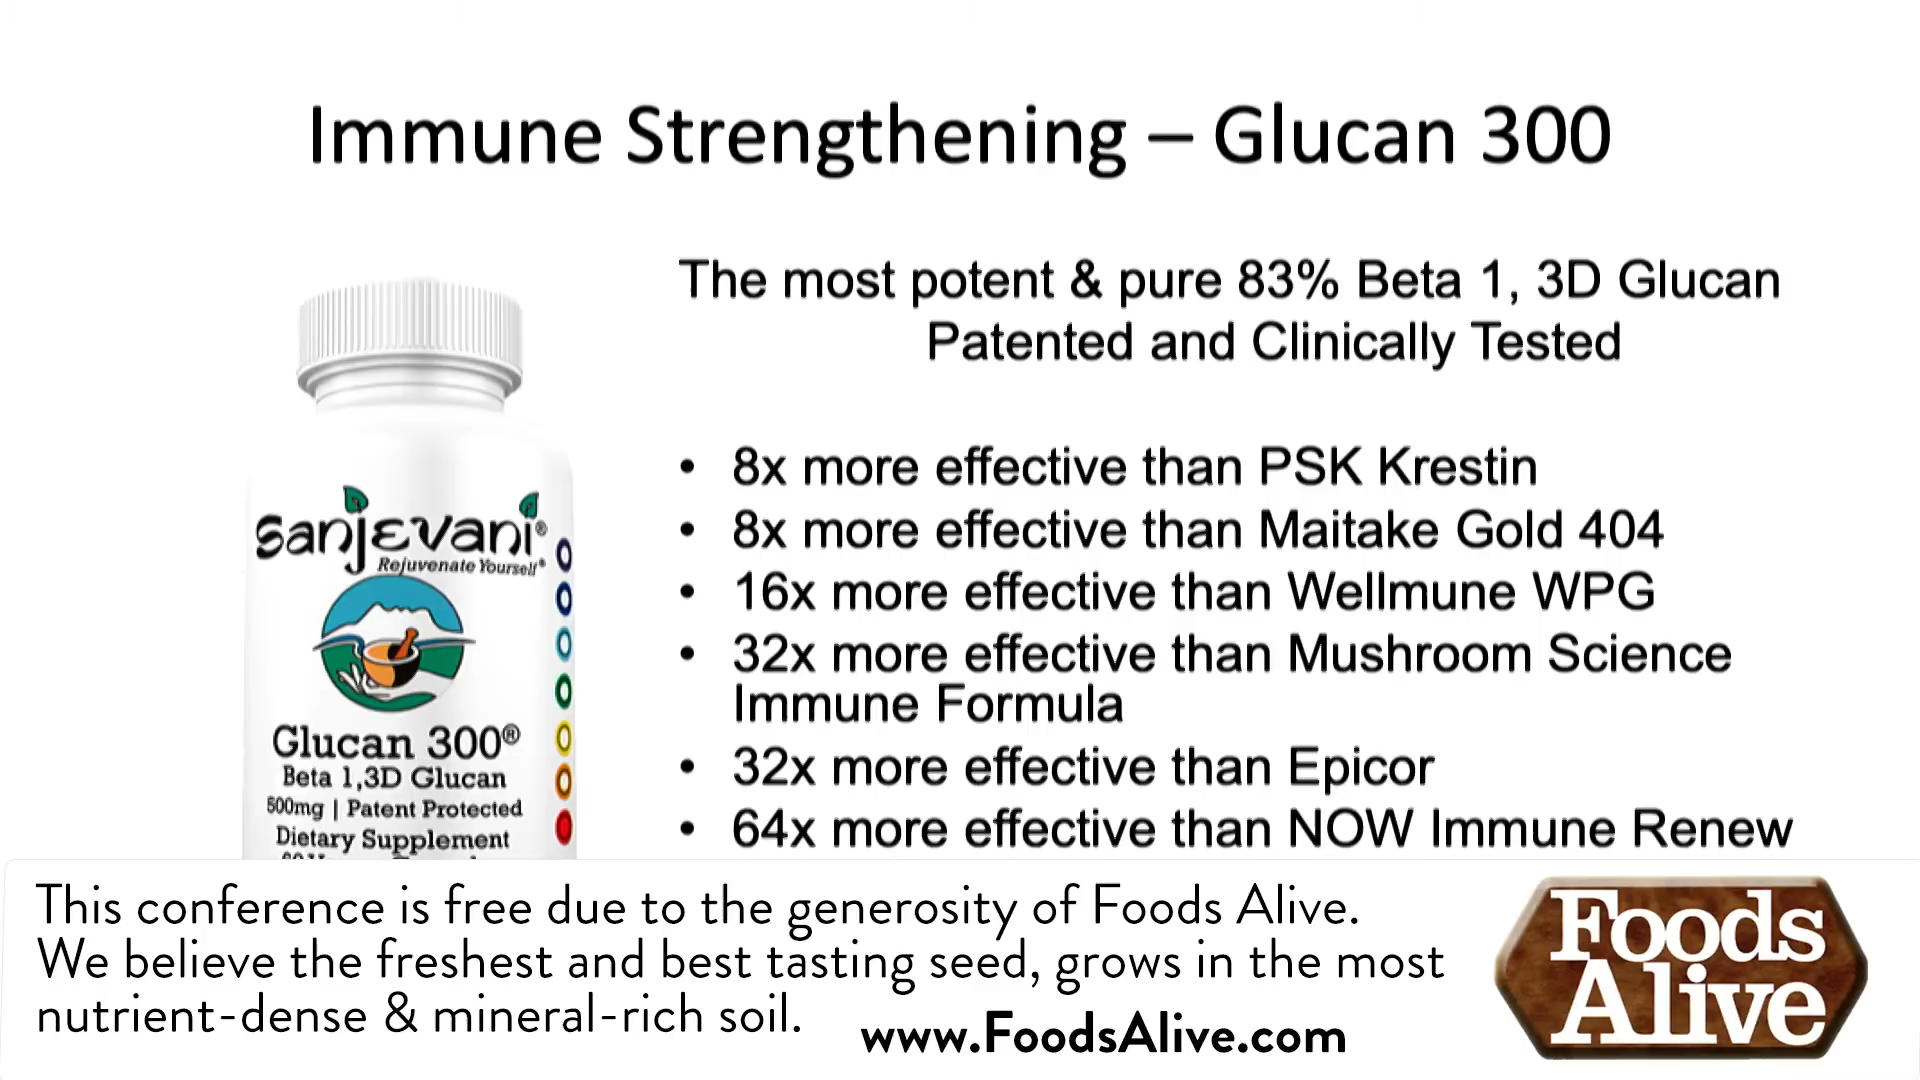 Immune Strengthening – Glucan 300
The most potent & pure 83% Beta 1, 3D Glucan
Patented and Clinically Tested
• 8x more effective than PSK Krestin
• 8x more effective than Maitake Gold 404
• 16x more effective than Wellmune WPG
• 32x more effective than Mushroom Science
Immune Formula
• 32x more effective than Epicor
• 64x more effective than NOW Immune Renew
Sanjevani®
Rejuvenate Yourself®
Glucan 300®
Beta 1,3D Glucan
500mg | Patent Protected
Dietary Supplement
This conference is free due to the generosity of Foods Alive.
We believe the freshest and best tasting seed, grows in the most
nutrient-dense & mineral-rich soil.
www.FoodsAlive.com
Foods
Alive